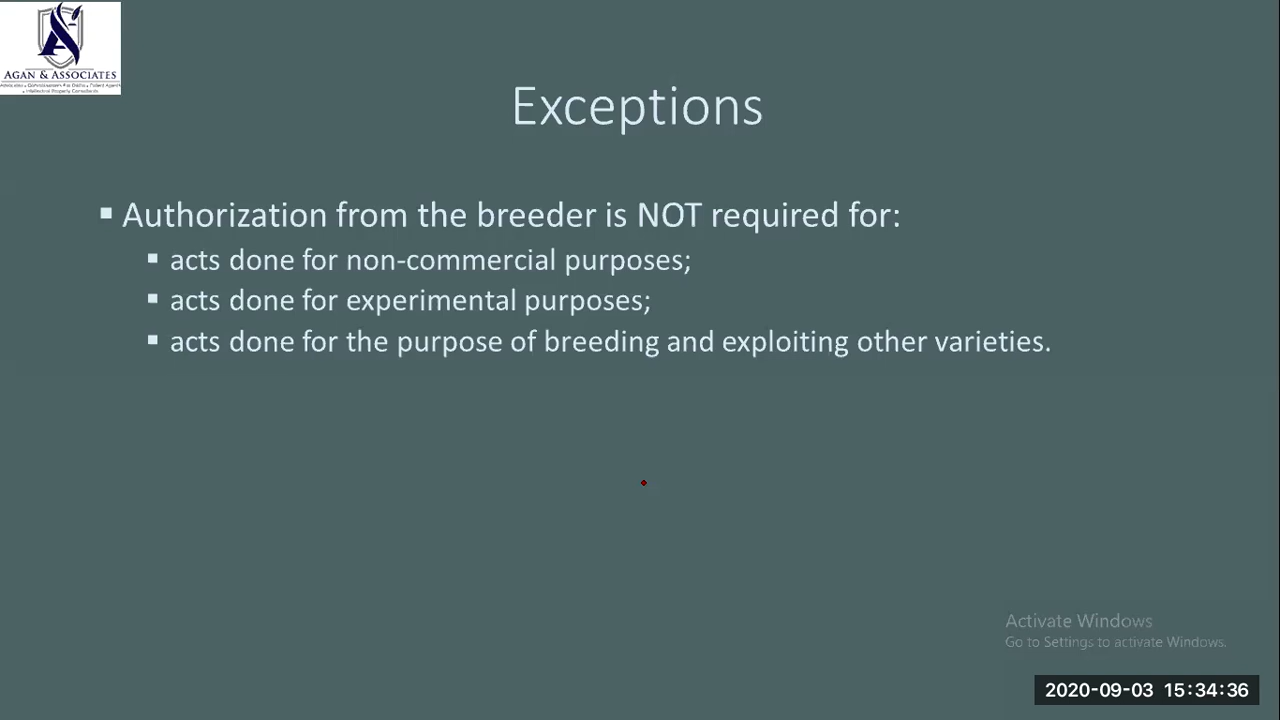 AGAN & ASSOCIATES
Exceptions
Authorization from the breeder is NOT required for:
acts done for non-commercial purposes;
acts done for experimental purposes;
acts done for the purpose of breeding and exploiting other varieties.
Activate Windows
Go to Settings to activate Windows.
2020-09-03 15:34:36